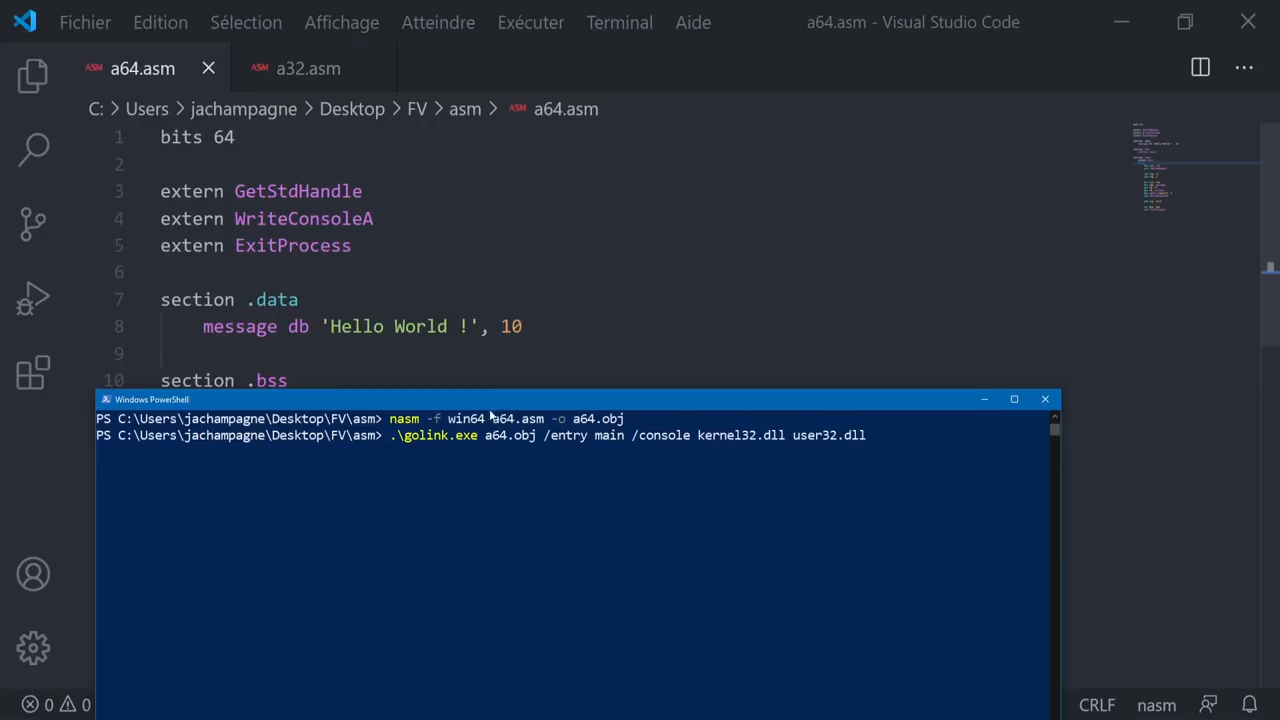 Fichier Edition Sélection Affichage Atteindre Exécuter Terminal Aide a64.asm - Visual Studio Code
ASM a64.asm ASM a32.asm
C: > Users > jachampagne > Desktop > FV > asm > ASM a64.asm
1 bits 64
2
3 extern GetStdHandle
4 extern WriteConsoleA
5 extern ExitProcess
6
7 section .data
8 message db 'Hello World !', 10
9
10 section .bss
Windows PowerShell
PS C:\Users\jachampagne\Desktop\FV\asm> nasm -f win64 a64.asm -o a64.obj
PS C:\Users\jachampagne\Desktop\FV\asm> .\golink.exe a64.obj /entry main /console kernel32.dll user32.dll
0 0 CRLF nasm